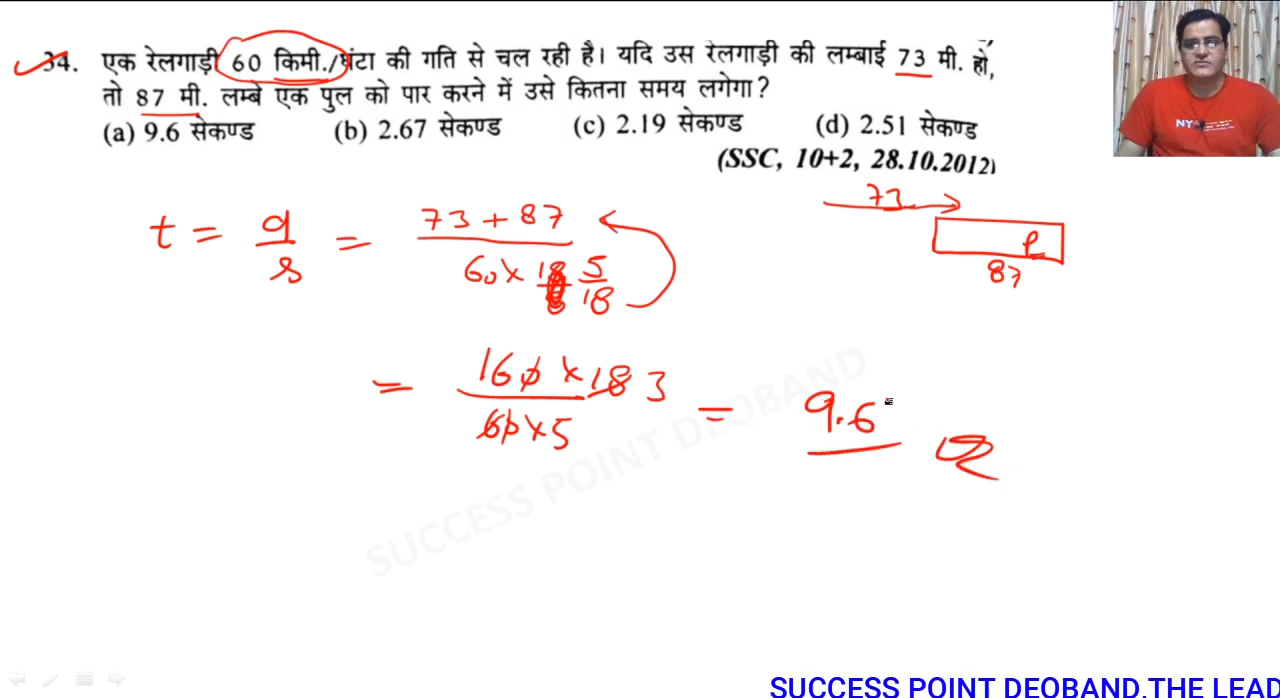 34. एक रेलगाड़ी 60 किमी./घंटा की गति से चल रही है। यदि उस रेलगाड़ी की लम्बाई 73 मी. हो,
तो 87 मी. लम्बे एक पुल को पार करने में उसे कितना समय लगेगा?
(a) 9.6 सेकण्ड (b) 2.67 सेकण्ड (c) 2.19 सेकण्ड (d) 2.51 सेकण्ड
(SSC, 10+2, 28.10.2012)
73
87
t = d/s = 73 + 87 / 60 × 5/18
= 160 × 18 3 / 60 × 5 = 9.6
NY
SUCCESS POINT DEOBAND
SUCCESS POINT DEOBAND,THE LEAD